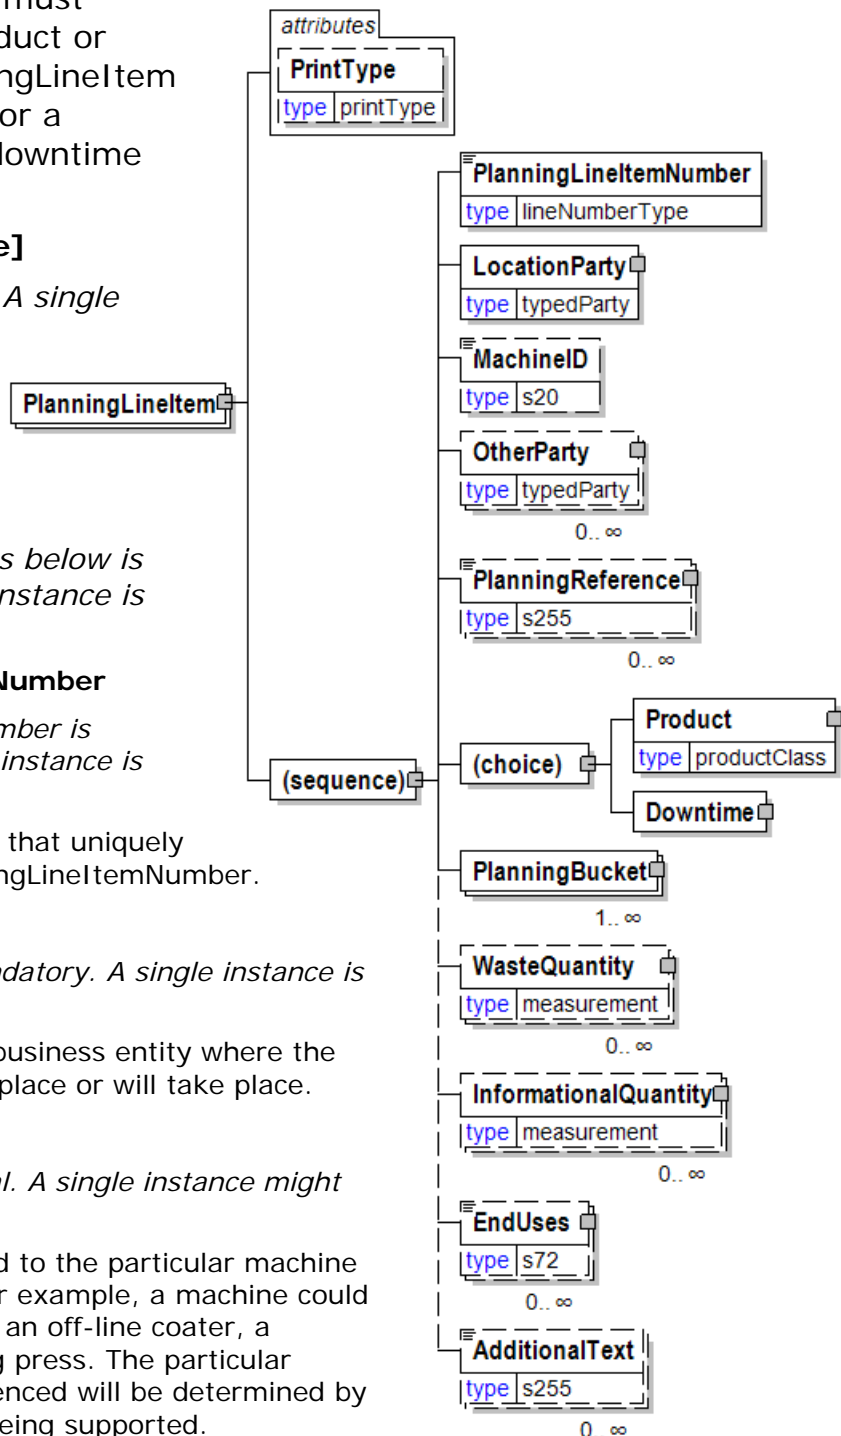 must
duct or
ngLineItem
or a
downtime
e]
A single
s below is
nstance is
Number
mber is
instance is
that uniquely
ngLineItemNumber.
ndatory. A single instance is
business entity where the
place or will take place.
al. A single instance might
d to the particular machine
r example, a machine could
an off-line coater, a
g press. The particular
enced will be determined by
being supported.
PlanningLineItem
attributes
PrintType
type printType
(sequence)
PlanningLineItemNumber
type lineNumberType
LocationParty
type typedParty
MachineID
type s20
OtherParty
type typedParty
0.. ∞
PlanningReference
type s255
0.. ∞
(choice)
Product
type productClass
Downtime
PlanningBucket
1.. ∞
WasteQuantity
type measurement
0.. ∞
InformationalQuantity
type measurement
0.. ∞
EndUses
type s72
0.. ∞
AdditionalText
type s255
0.. ∞